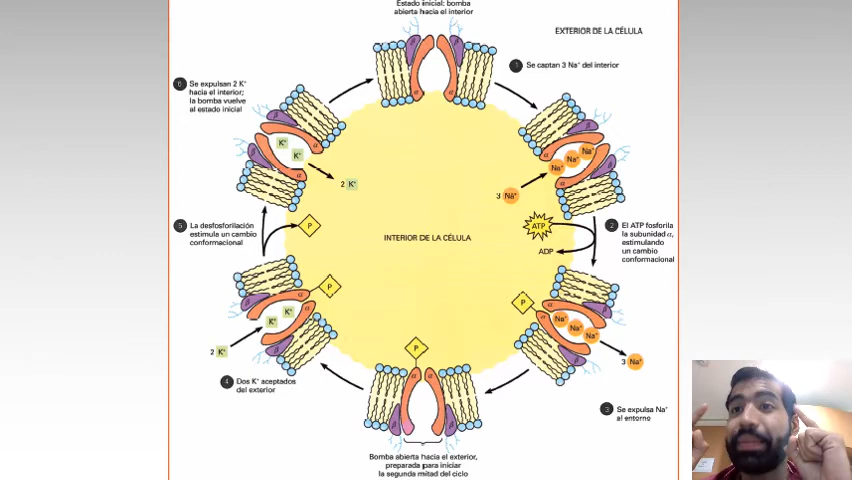 Estado inicial: bomba
abierta hacia el interior
EXTERIOR DE LA CÉLULA
1 Se captan 3 Na⁺ del interior
6 Se expulsan 2 K⁺
hacia el interior;
la bomba vuelve
al estado inicial
β
β
α
α
β
α
α
β
K⁺
K⁺
2 K⁺
β
α
α
β
Na⁺
Na⁺
Na⁺
3 Na⁺
5 La desfosforilación
estimula un cambio
conformacional
P
INTERIOR DE LA CÉLULA
ATP
ADP
2 El ATP fosforila
la subunidad α,
estimulando
un cambio
conformacional
P
α
α
β
β
K⁺
K⁺
2 K⁺
4 Dos K⁺ aceptados
del exterior
P
α
α
β
β
Na⁺
Na⁺
Na⁺
3 Na⁺
3 Se expulsa Na⁺
al entorno
P
α
α
β
β
Bomba abierta hacia el exterior,
preparada para iniciar
la segunda mitad del ciclo